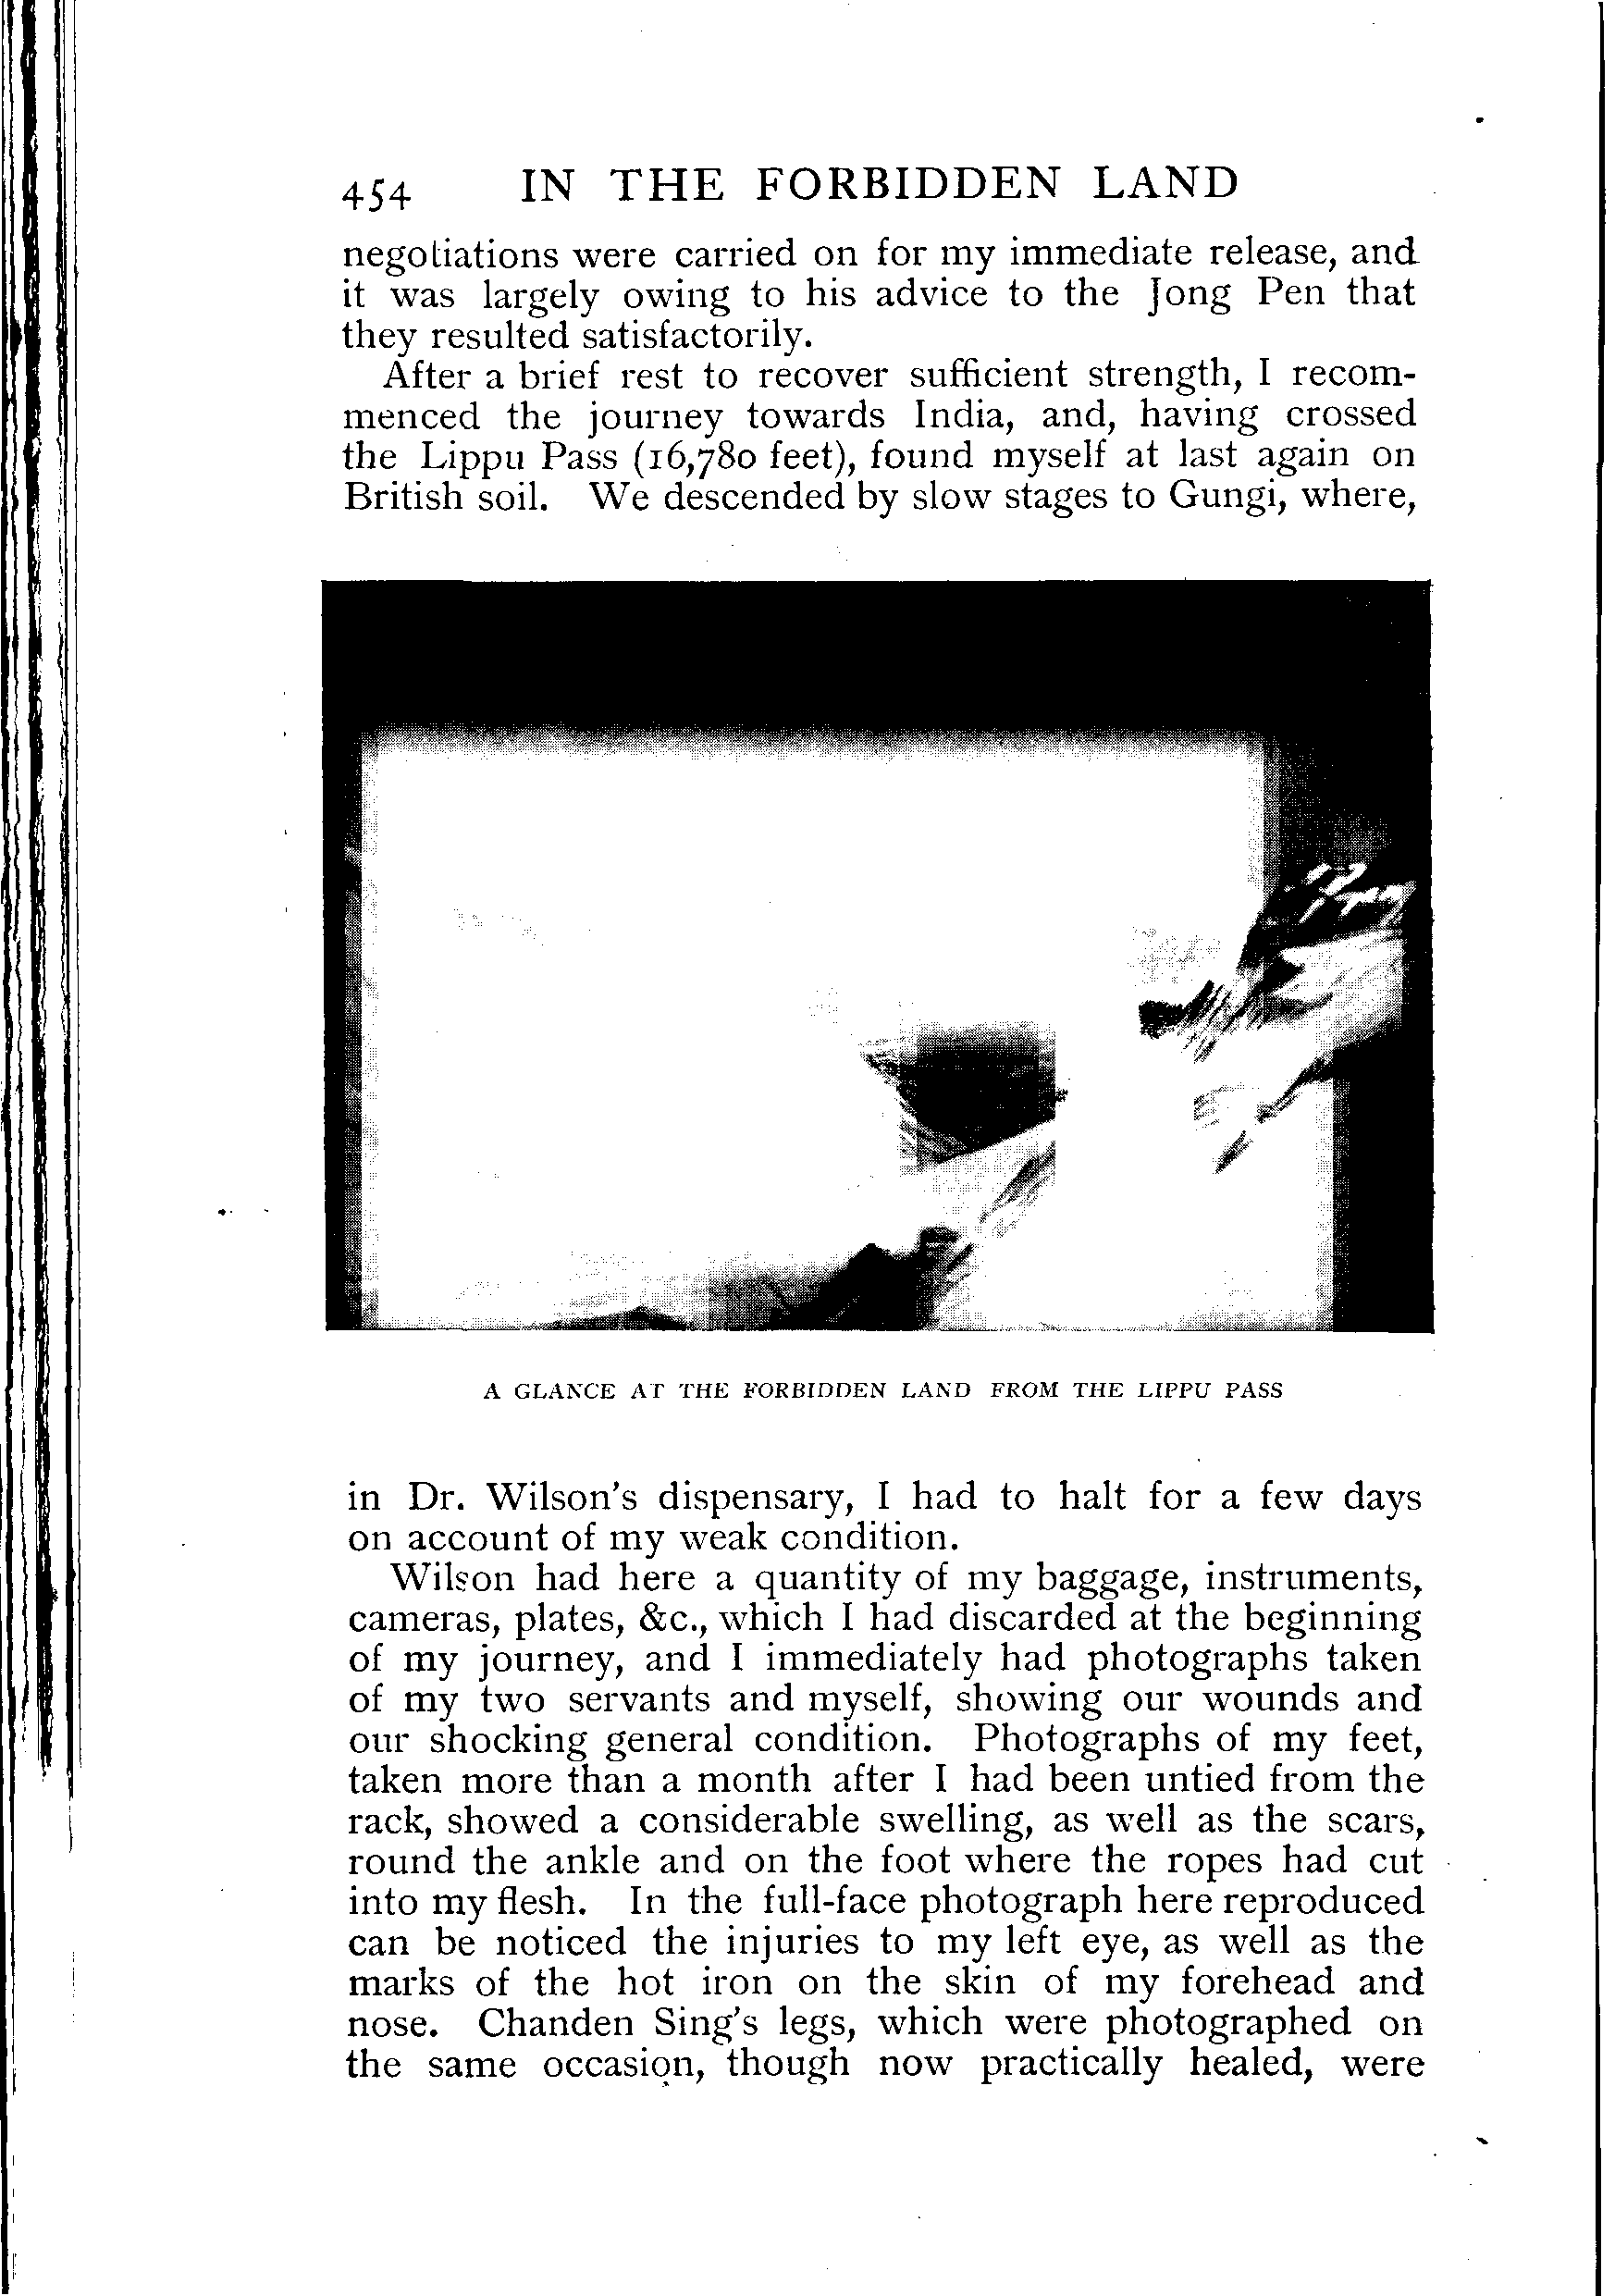 454 IN THE FORBIDDEN LAND
negotiations were carried on for my immediate release, and
it was largely owing to his advice to the Jong Pen that
they resulted satisfactorily.
After a brief rest to recover sufficient strength, I recom-
menced the journey towards India, and, having crossed
the Lippu Pass (16,780 feet), found myself at last again on
British soil. We descended by slow stages to Gungi, where,
A GLANCE AT THE FORBIDDEN LAND FROM THE LIPPU PASS
in Dr. Wilson's dispensary, I had to halt for a few days
on account of my weak condition.
Wilson had here a quantity of my baggage, instruments,
cameras, plates, &c., which I had discarded at the beginning
of my journey, and I immediately had photographs taken
of my two servants and myself, showing our wounds and
our shocking general condition. Photographs of my feet,
taken more than a month after I had been untied from the
rack, showed a considerable swelling, as well as the scars,
round the ankle and on the foot where the ropes had cut
into my flesh. In the full-face photograph here reproduced
can be noticed the injuries to my left eye, as well as the
marks of the hot iron on the skin of my forehead and
nose. Chanden Sing's legs, which were photographed on
the same occasion, though now practically healed, were